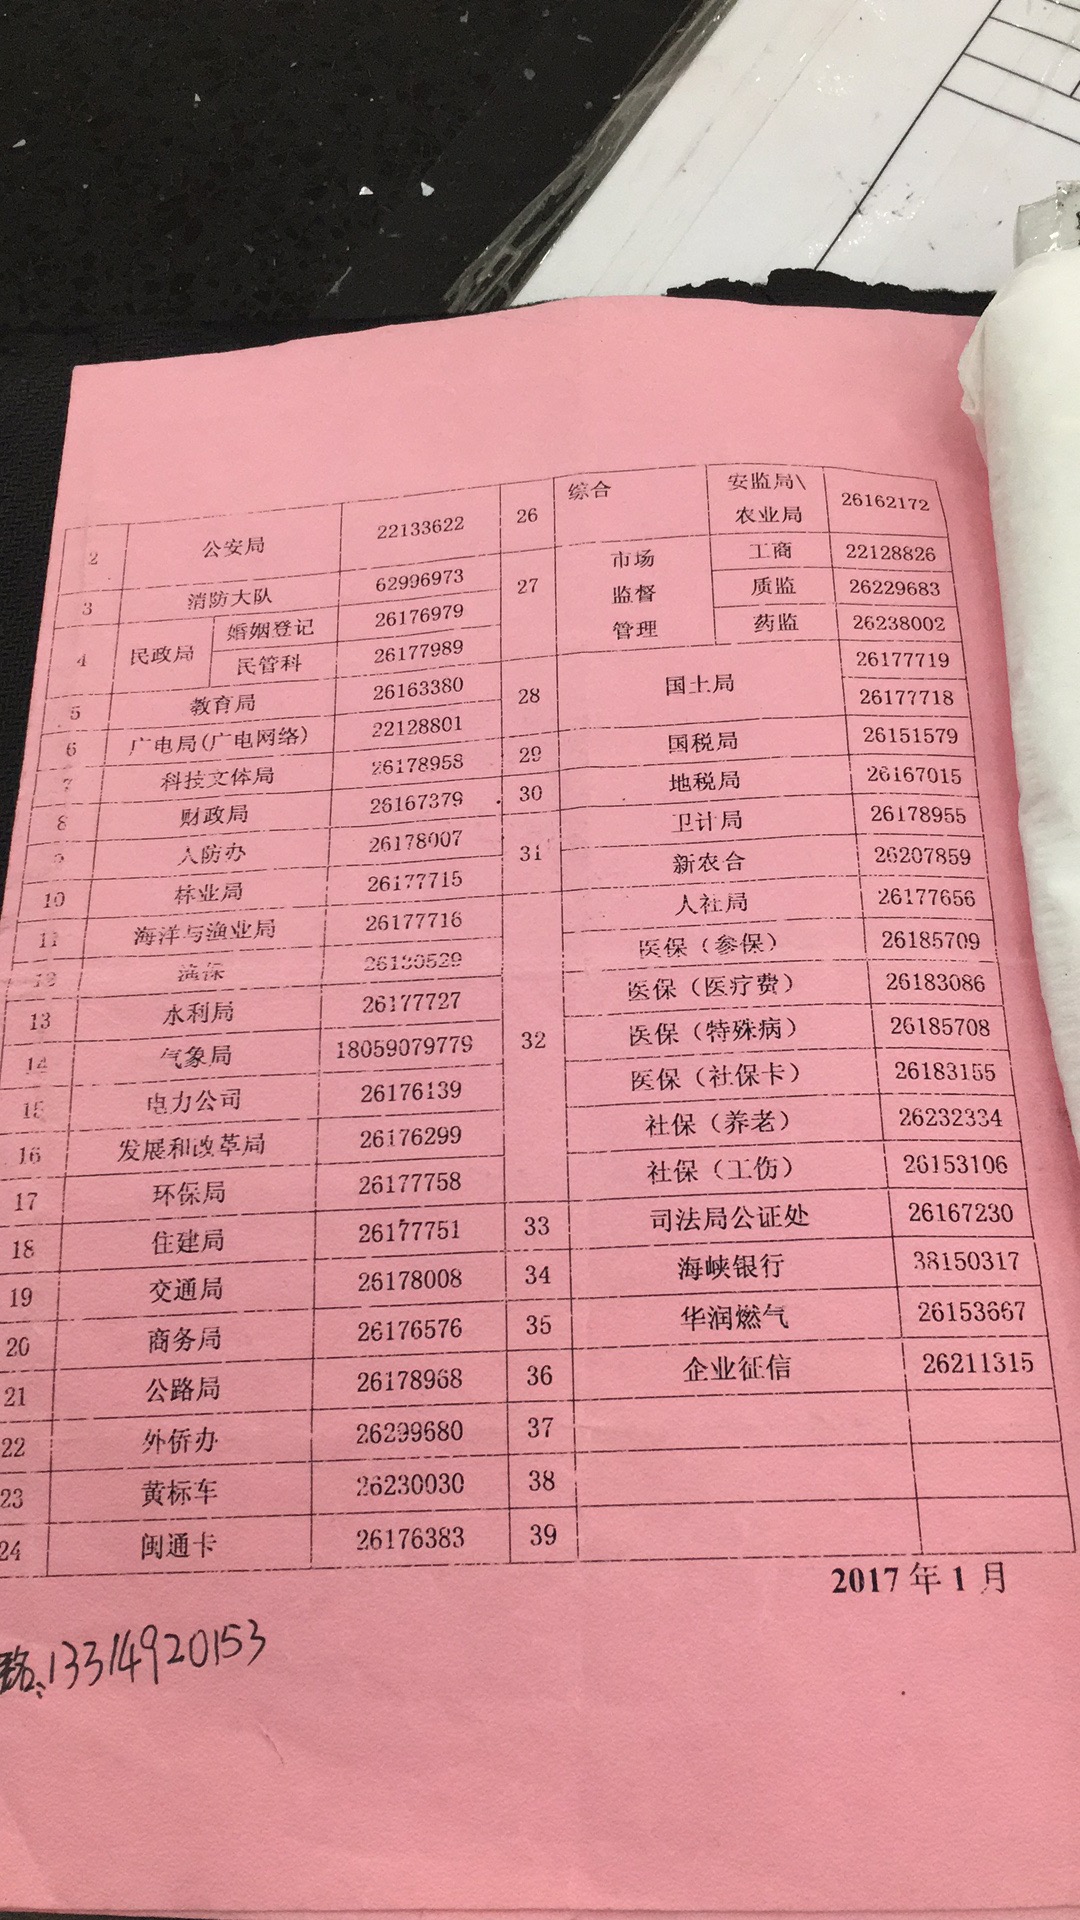 2 公安局 22133622
3 消防大队 62996973
4 民政局 婚姻登记 26176979
民管科 26177989
5 教育局 26163380
6 广电局(广电网络) 22128801
7 科技文体局 26178958
8 财政局 26167379
9 人防办 26178007
10 林业局 26177715
11 海洋与渔业局 26177716
12
13 水利局 26177727
14 气象局 18059079779
15 电力公司 26176139
16 发展和改革局 26176299
17 环保局 26177758
18 住建局 26177751
19 交通局 26178008
20 商务局 26176576
21 公路局 26178968
22 外侨办 26299680
23 黄标车 26230030
24 闽通卡 26176383
26 综合 安监局\
农业局 26162172
27 市场 工商 22128826
监督 质监 26229683
管理 药监 26238002
28 国土局 26177719
26177718
29 国税局 26151579
30 地税局 26167015
31 卫计局 26178955
新农合 26207859
32 人社局 26177656
医保（参保） 26185709
医保（医疗费） 26183086
医保（特殊病） 26185708
医保（社保卡） 26183155
社保（养老） 26232334
社保（工伤） 26153106
33 司法局公证处 26167230
34 海峡银行 38150317
35 华润燃气 26153667
36 企业征信 26211315
37
38
39
2017年1月
13314920153